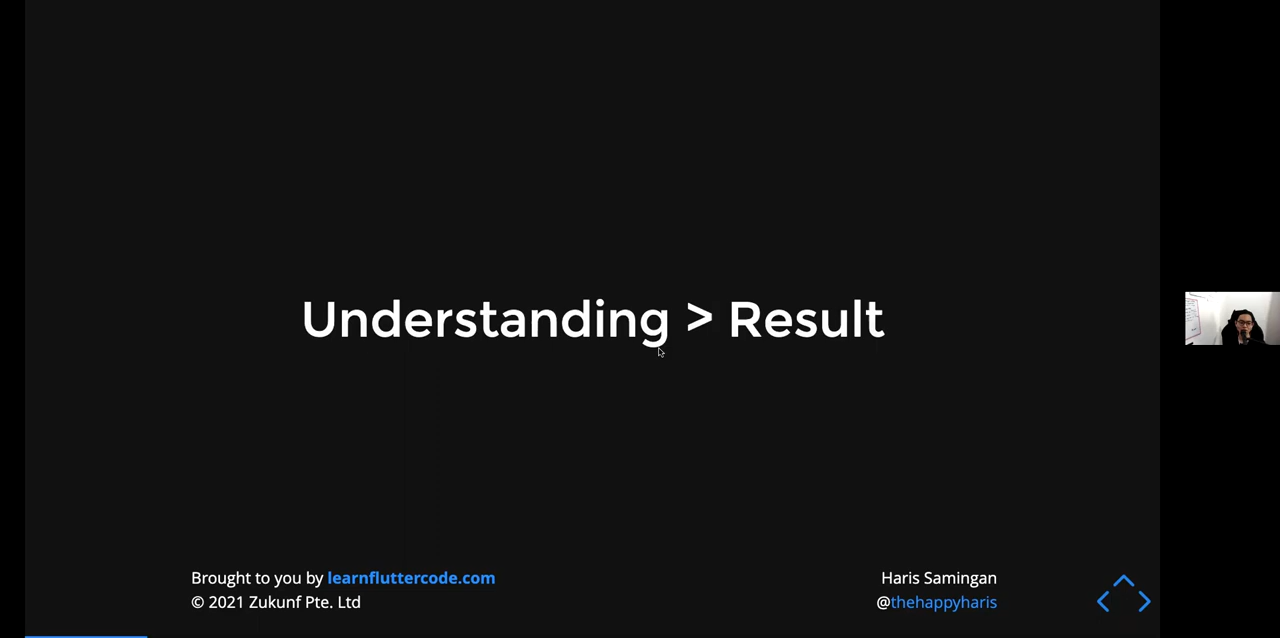 Understanding > Result
Brought to you by learnfluttercode.com
© 2021 Zukunf Pte. Ltd
Haris Samingan
@thehappyharis